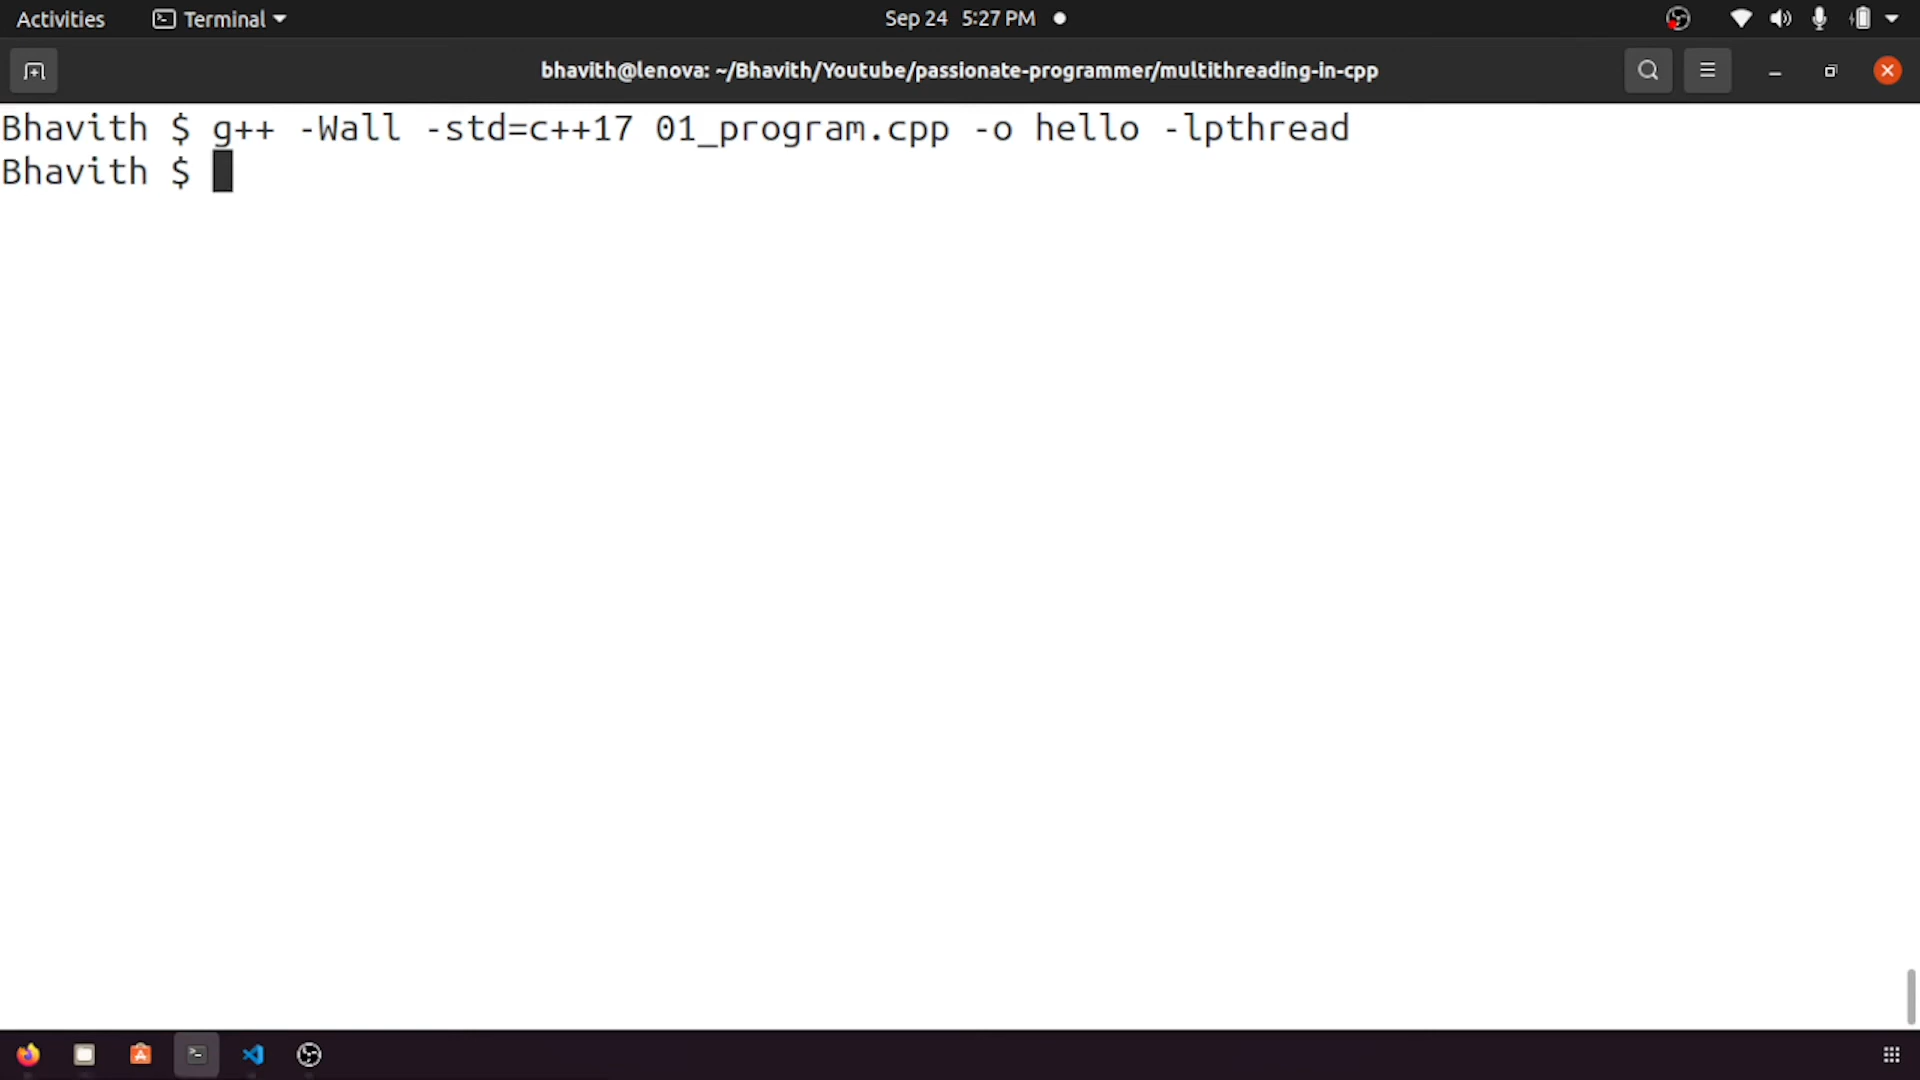 Activities
Terminal
Sep 24 5:27 PM
bhavith@lenova: ~/Bhavith/Youtube/passionate-programmer/multithreading-in-cpp
Bhavith $ g++ -Wall -std=c++17 01_program.cpp -o hello -lpthread
Bhavith $